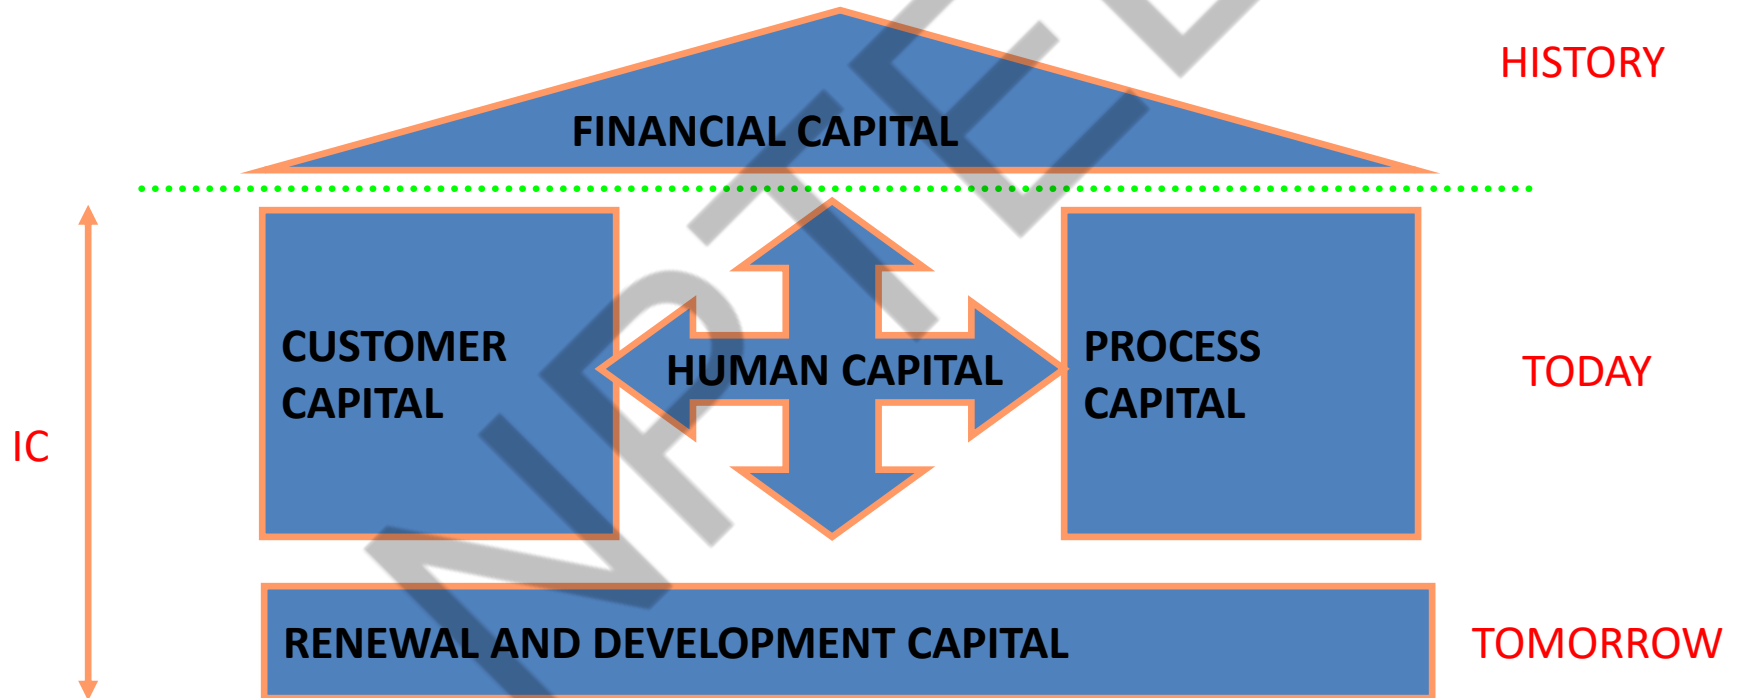 HISTORY
FINANCIAL CAPITAL
CUSTOMER
CAPITAL
HUMAN CAPITAL
PROCESS
CAPITAL
TODAY
IC
RENEWAL AND DEVELOPMENT CAPITAL
TOMORROW
NPTEL